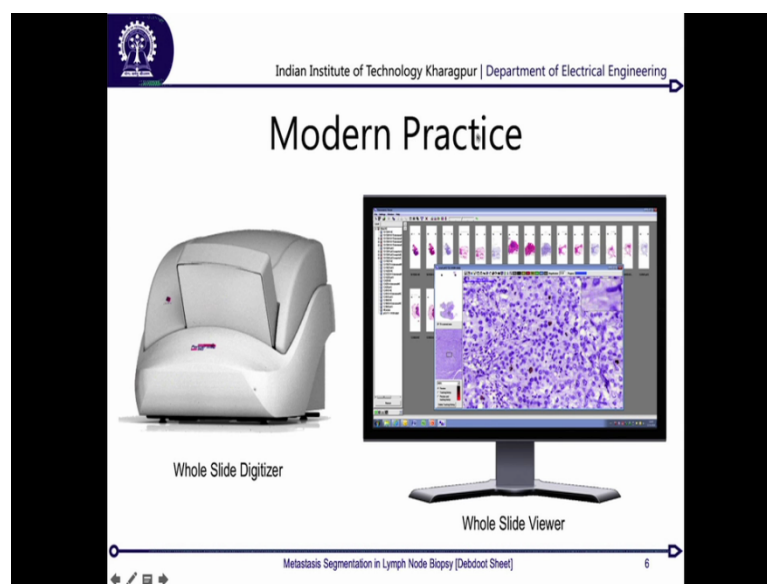 Indian Institute of Technology Kharagpur | Department of Electrical Engineering
Modern Practice
Whole Slide Digitizer
Whole Slide Viewer
Metastasis Segmentation in Lymph Node Biopsy [Debdoot Sheet]
6